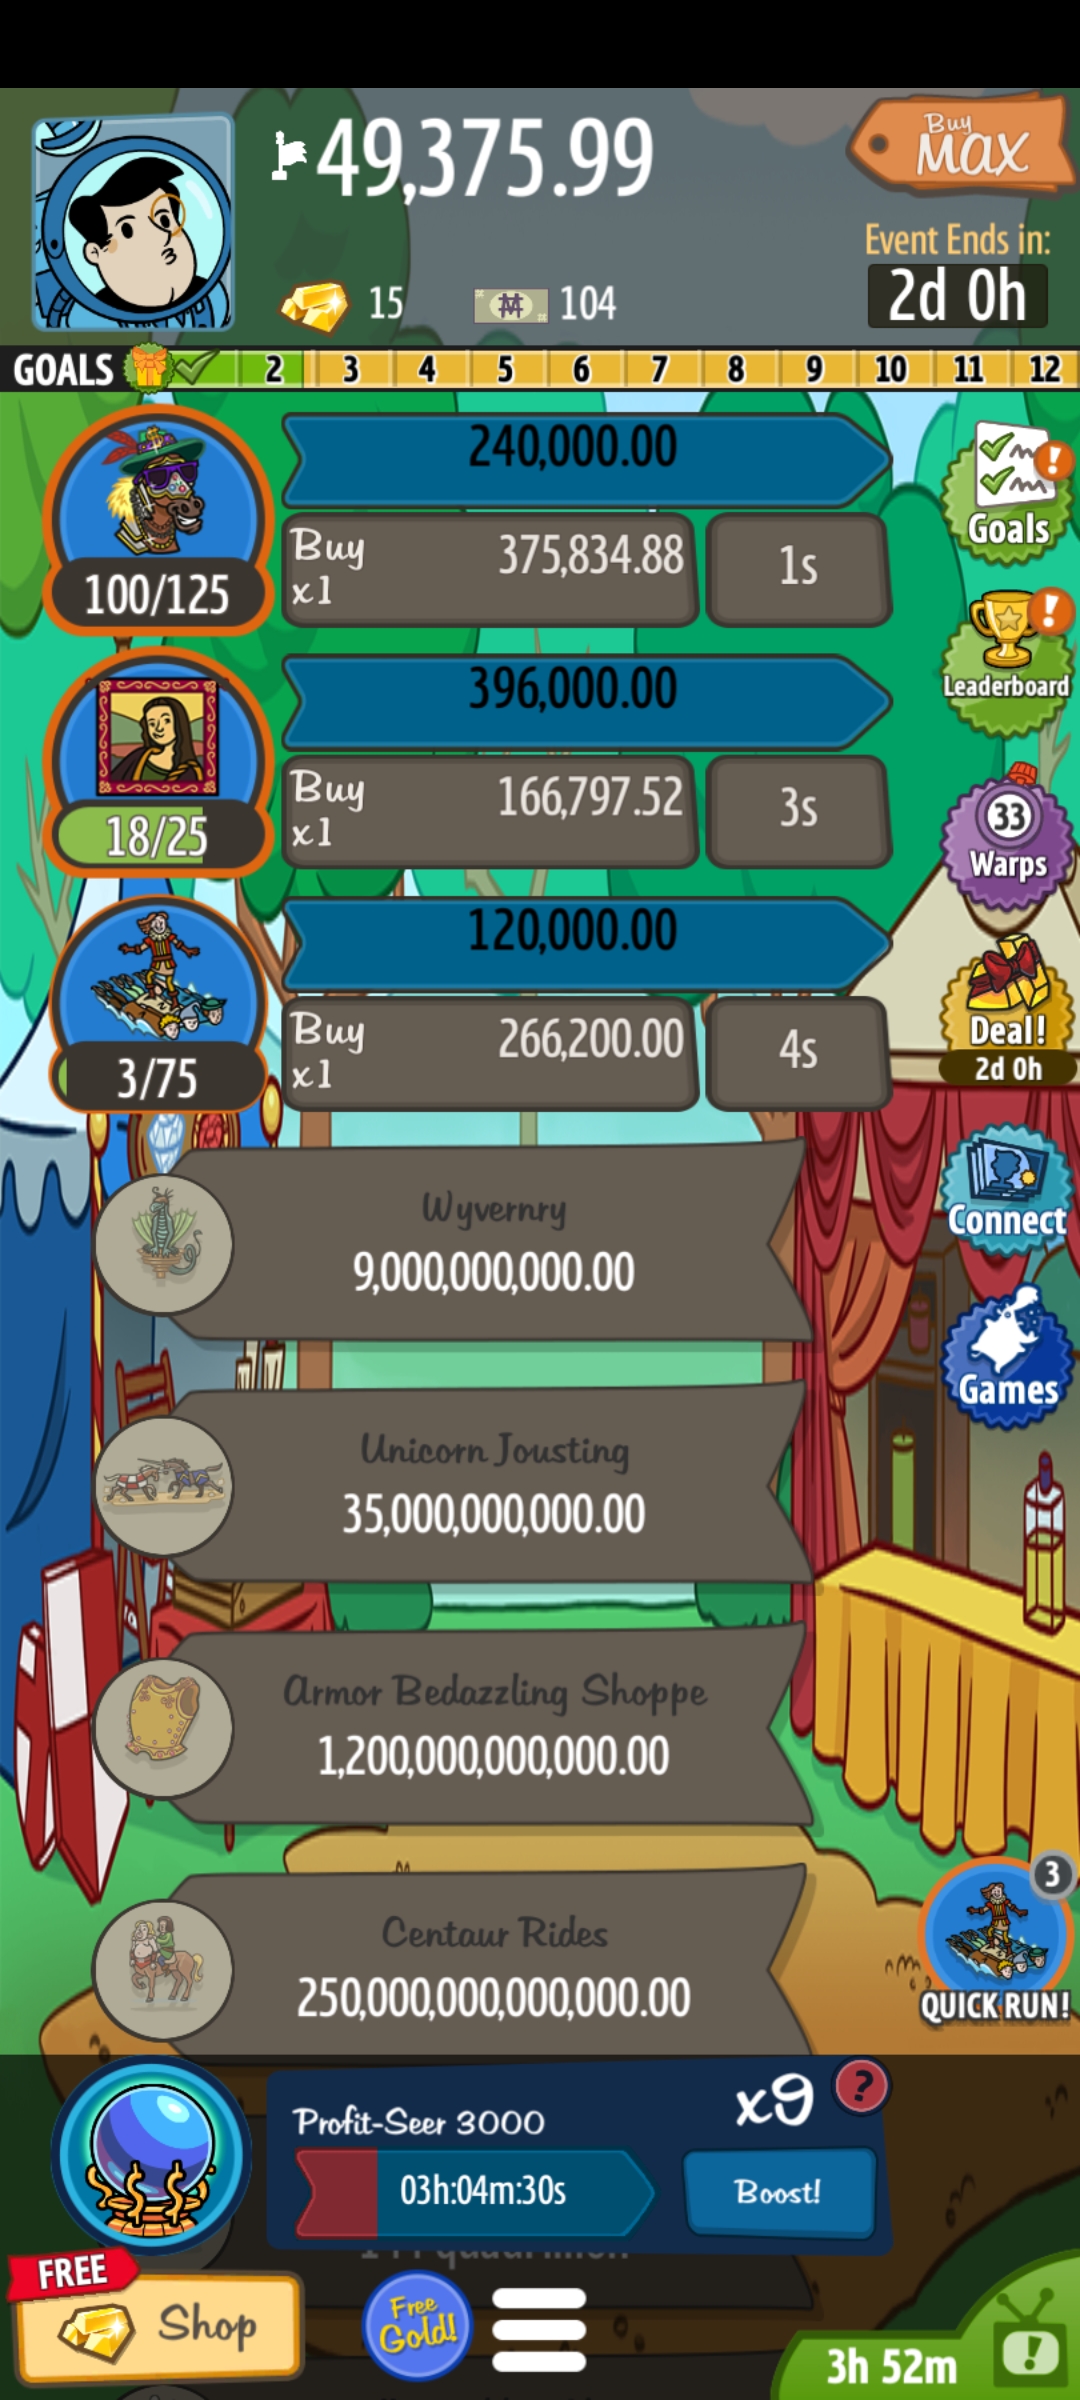 49,375.99
Buy
MAX
Event Ends in:
2d 0h
15
104
GOALS 2 3 4 5 6 7 8 9 10 11 12
240,000.00
Buy
x1
375,834.88
1s
100/125
Goals
396,000.00
Buy
x1
166,797.52
3s
18/25
Leaderboard
33
Warps
120,000.00
Buy
x1
266,200.00
4s
3/75
Deal!
2d 0h
Wyvernry
9,000,000,000.00
Connect
Unicorn Jousting
35,000,000,000.00
Games
Armor Bedazzling Shoppe
1,200,000,000,000.00
Centaur Rides
250,000,000,000,000.00
3
QUICK RUN!
Profit-Seer 3000
x9
?
03h:04m:30s
Boost!
FREE
Shop
Free
Gold!
3h 52m